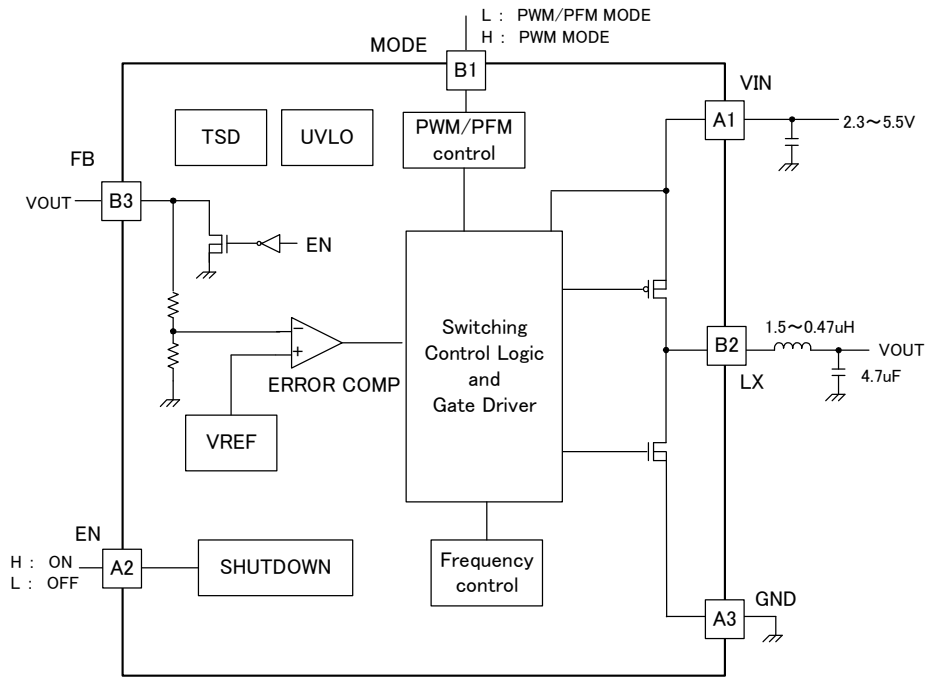 L : PWM/PFM MODE
H : PWM MODE
MODE
B1
VIN
A1
2.3～5.5V
TSD
UVLO
PWM/PFM
control
FB
VOUT
B3
EN
Switching
Control Logic
and
Gate Driver
ERROR COMP
VREF
1.5～0.47uH
B2
VOUT
LX
4.7uF
EN
H : ON
L : OFF
A2
SHUTDOWN
Frequency
control
GND
A3